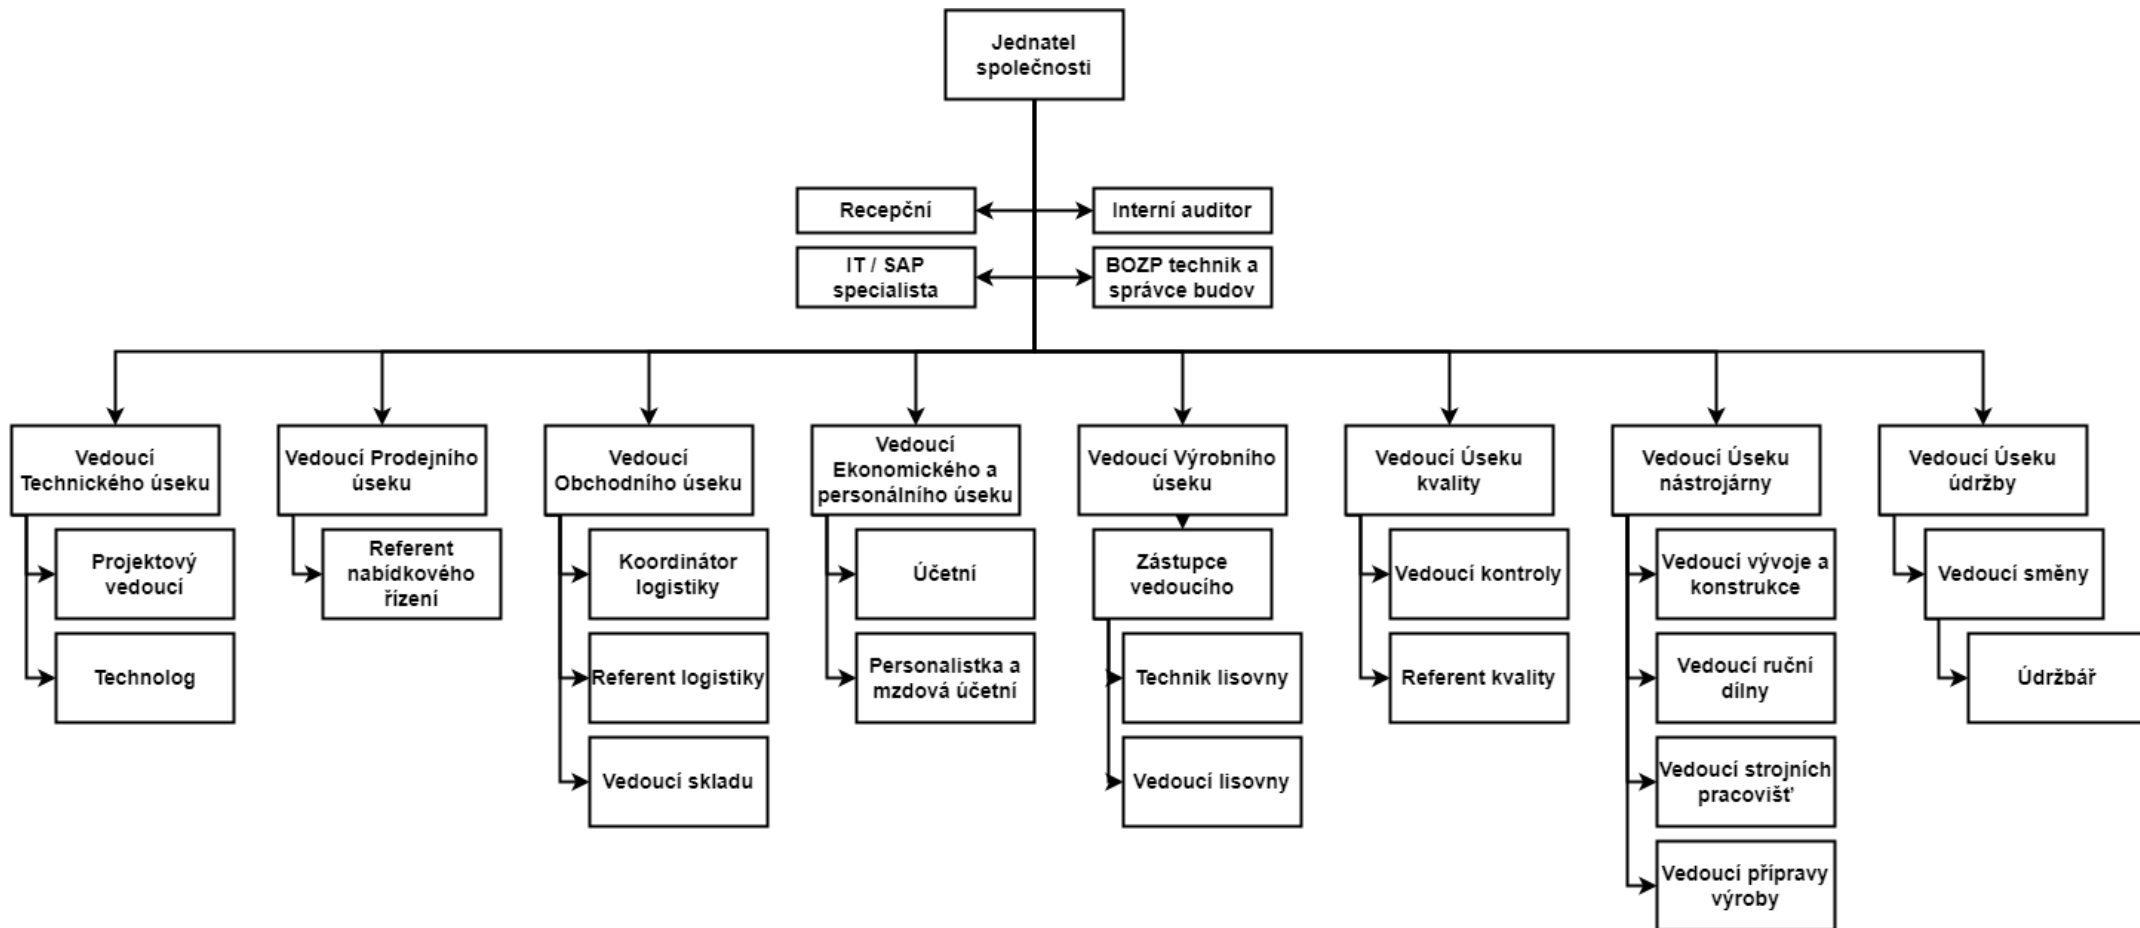 Jednatel
společnosti
Recepční
Interní auditor
IT / SAP
specialista
BOZP technik a
správce budov
Vedoucí
Technického úseku
Vedoucí Prodejního
úseku
Vedoucí
Obchodního úseku
Vedoucí
Ekonomického a
personálního úseku
Vedoucí Výrobního
úseku
Vedoucí Úseku
kvality
Vedoucí Úseku
nástrojárny
Vedoucí Úseku
údržby
Projektový
vedoucí
Referent
nabídkového
řízení
Koordinátor
logistiky
Účetní
Zástupce
vedoucího
Vedoucí kontroly
Vedoucí vývoje a
konstrukce
Vedoucí směny
Technolog
Referent logistiky
Personalistka a
mzdová účetní
Technik lisovny
Referent kvality
Vedoucí ruční
dílny
Údržbář
Vedoucí skladu
Vedoucí lisovny
Vedoucí strojních
pracovišť
Vedoucí přípravy
výroby